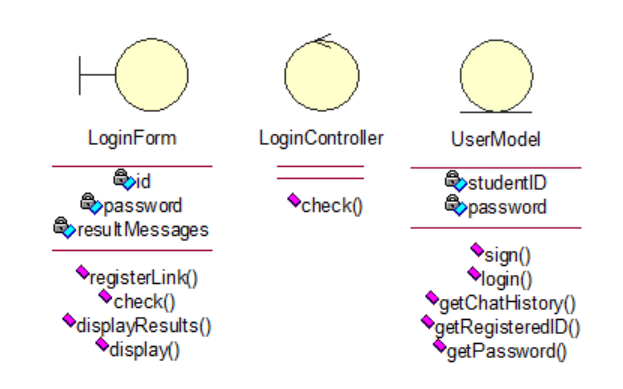 LoginForm
id
password
resultMessages
registerLink()
check()
displayResults()
display()
LoginController
check()
UserModel
studentID
password
sign()
login()
getChatHistory()
getRegisteredID()
getPassword()